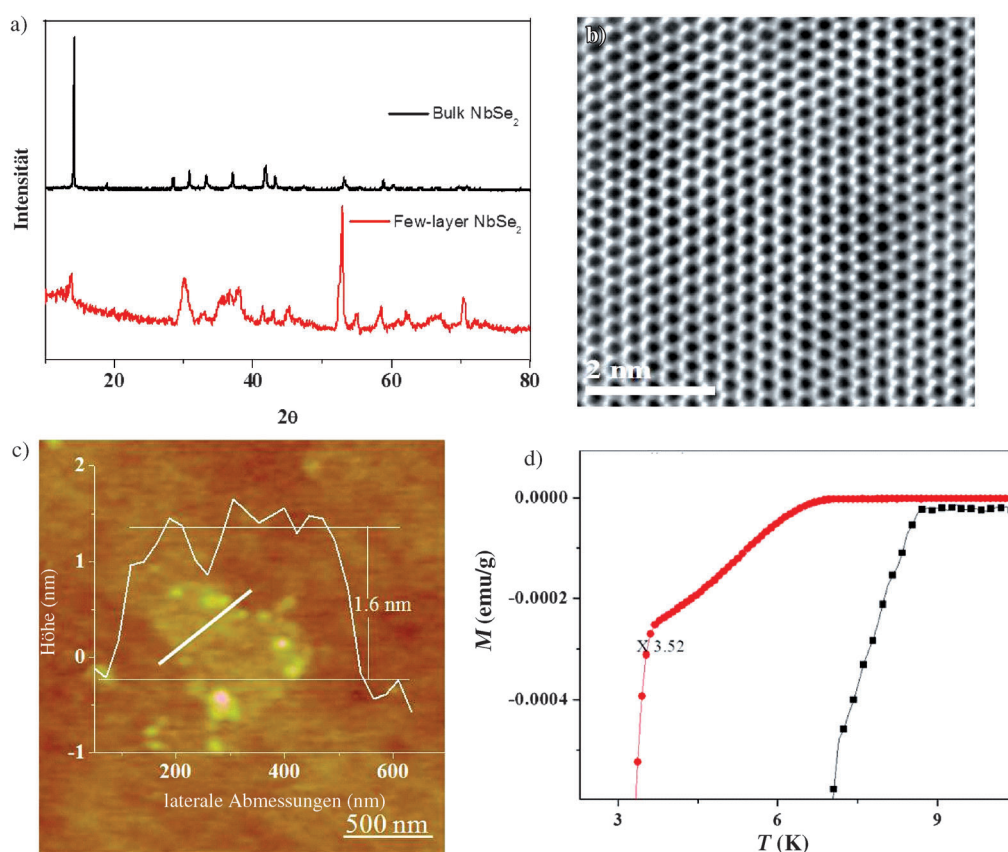 a)
Bulk NbSe₂
Few-layer NbSe₂
Intensität
20 40 60 80
2θ
b)
2 nm
c)
2
1
0
-1
Höhe (nm)
1.6 nm
200 400 600
laterale Abmessungen (nm)
500 nm
d)
0.0000
-0.0002
-0.0004
M (emu/g)
X 3.52
3 6 9
T (K)